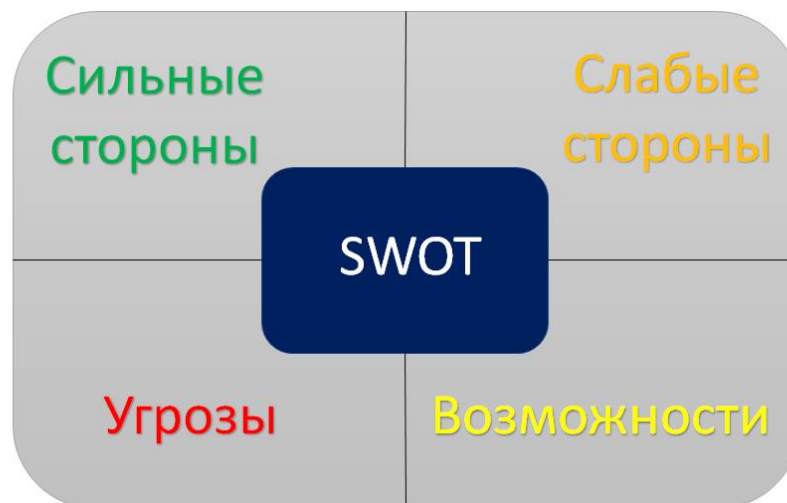 Сильные
стороны
Слабые
стороны
SWOT
Угрозы
Возможности